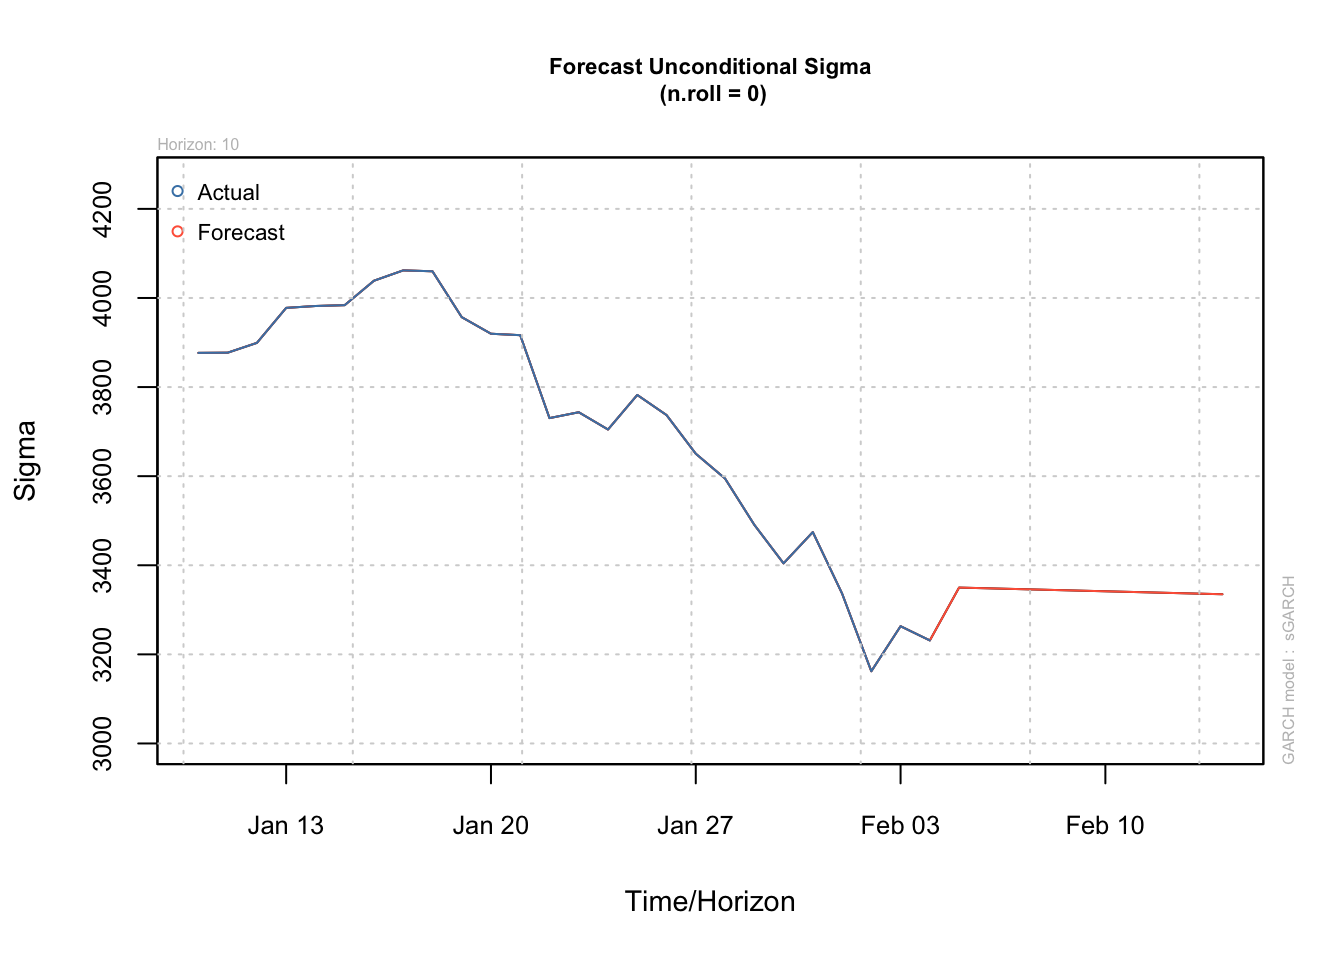 Forecast Unconditional Sigma
(n.roll = 0)
Horizon: 10
Actual
Forecast
4200
4000
3800
3600
3400
3200
3000
Sigma
GARCH model : sGARCH
Jan 13
Jan 20
Jan 27
Feb 03
Feb 10
Time/Horizon